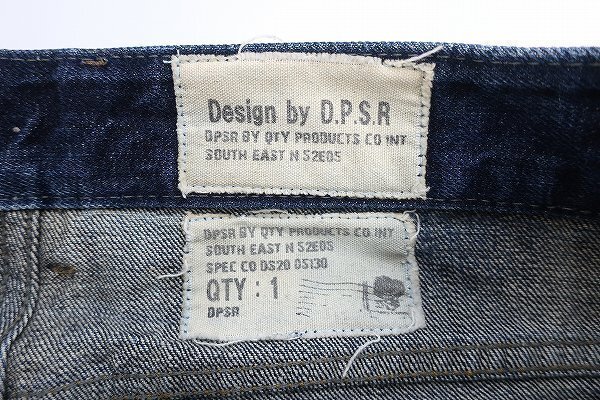 Design by D.P.S.R
DPSR BY QTY PRODUCTS CO INT
SOUTH EAST N 52E05
DPSR BY QTY PRODUCTS CO INT
SOUTH EAST N 52E05
SPEC CO DS20 OS130
QTY : 1
DPSR